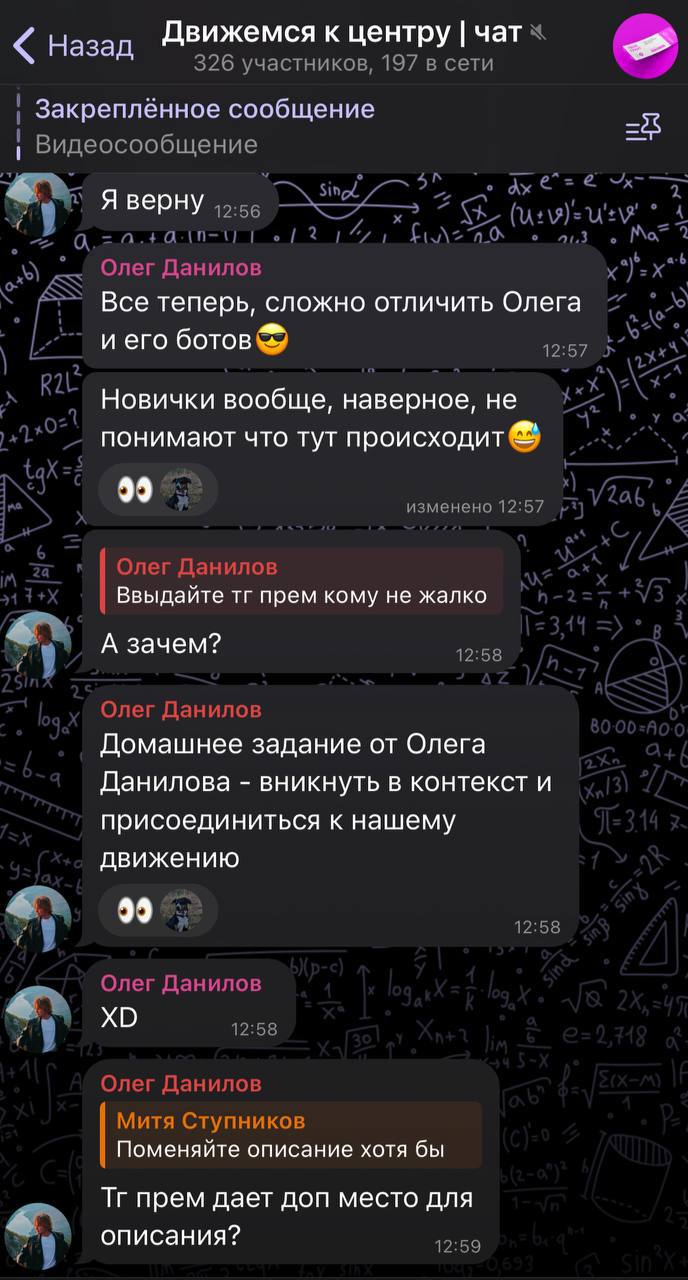 Назад
Движемся к центру | чат
326 участников, 197 в сети
Закреплённое сообщение
Видеосообщение
Я верну 12:56
Олег Данилов
Все теперь, сложно отличить Олега
и его ботов😎
12:57
Новички вообще, наверное, не
понимают что тут происходит😅
👀
изменено 12:57
Олег Данилов
Ввыдайте тг прем кому не жалко
А зачем?
12:58
Олег Данилов
Домашнее задание от Олега
Данилова - вникнуть в контекст и
присоединиться к нашему
движению
👀
12:58
Олег Данилов
XD
12:58
Олег Данилов
Митя Ступников
Поменяйте описание хотя бы
Тг прем дает доп место для
описания?
12:59